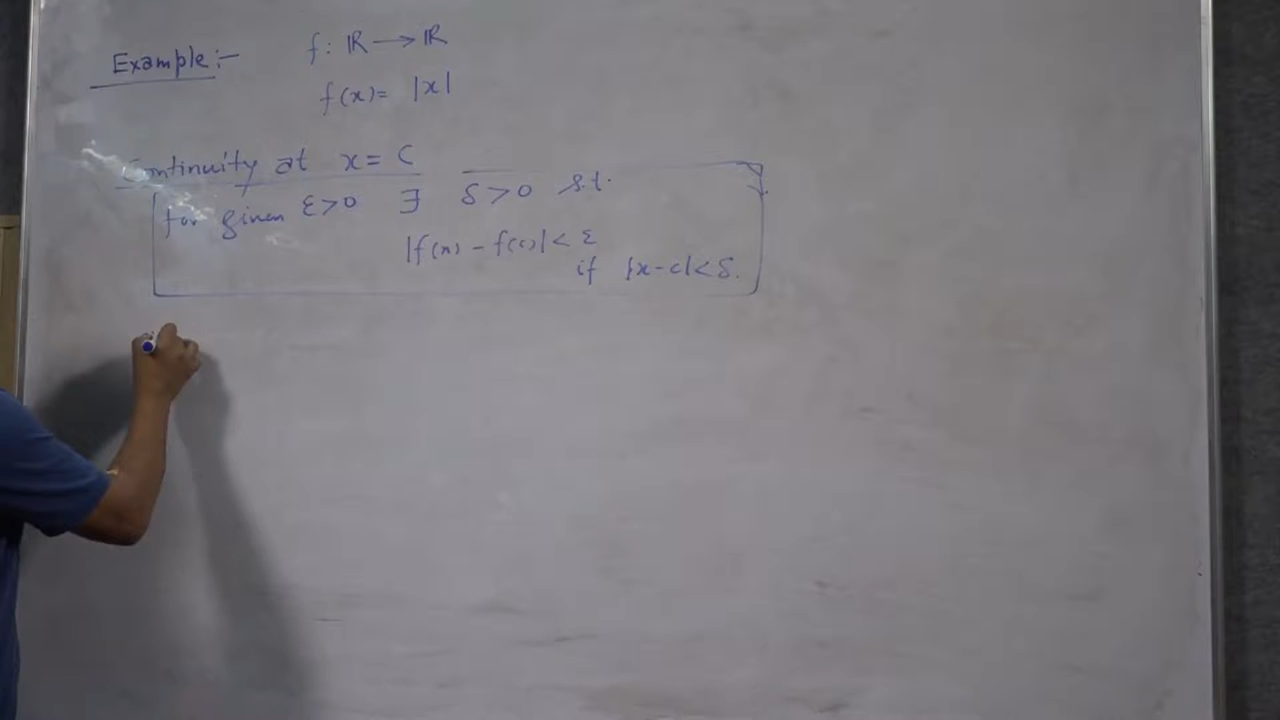 Example:-
f: ℝ → ℝ
f(x) = |x|
Continuity at x = c
for given ε>0 ∃ δ>0 s.t.
|f(x) - f(c)| < ε
if |x-c| < δ.